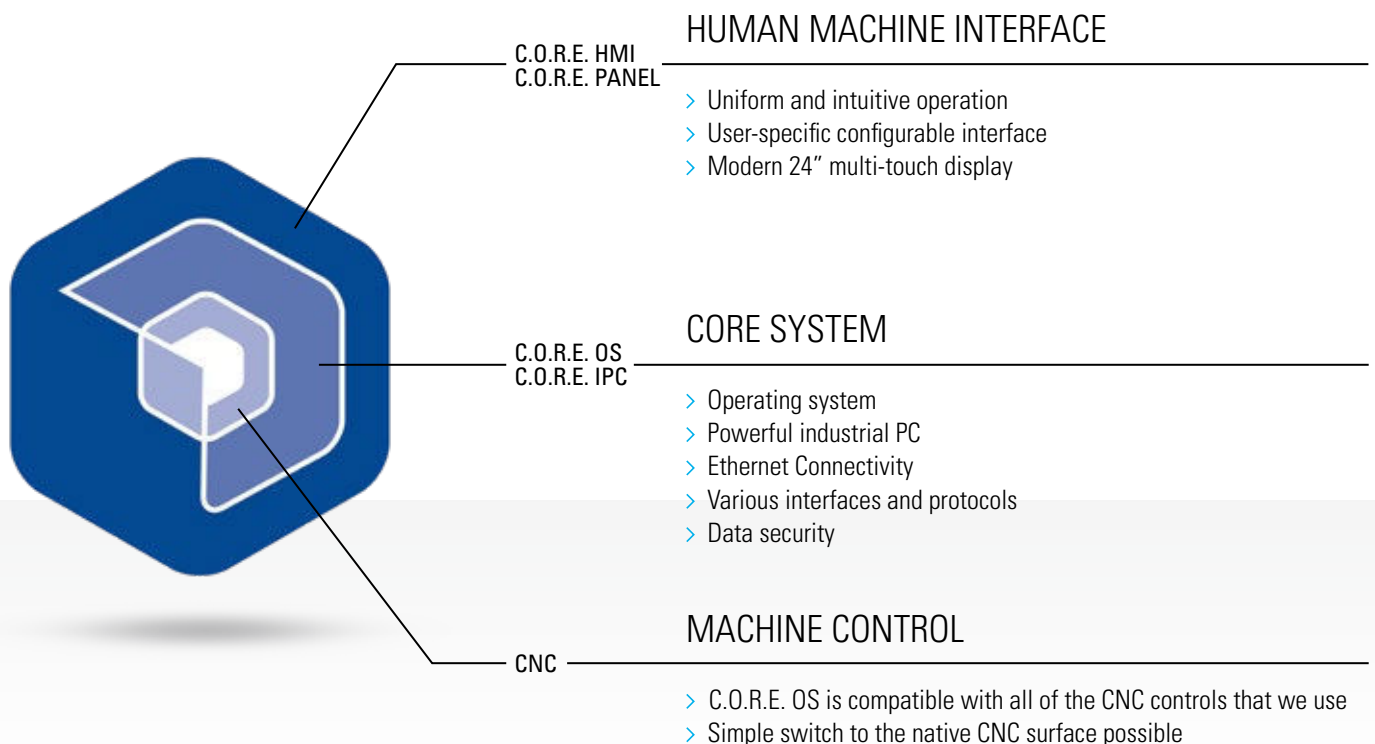 HUMAN MACHINE INTERFACE
C.O.R.E. HMI
C.O.R.E. PANEL
> Uniform and intuitive operation
> User-specific configurable interface
> Modern 24” multi-touch display
CORE SYSTEM
C.O.R.E. OS
C.O.R.E. IPC
> Operating system
> Powerful industrial PC
> Ethernet Connectivity
> Various interfaces and protocols
> Data security
MACHINE CONTROL
CNC
> C.O.R.E. OS is compatible with all of the CNC controls that we use
> Simple switch to the native CNC surface possible